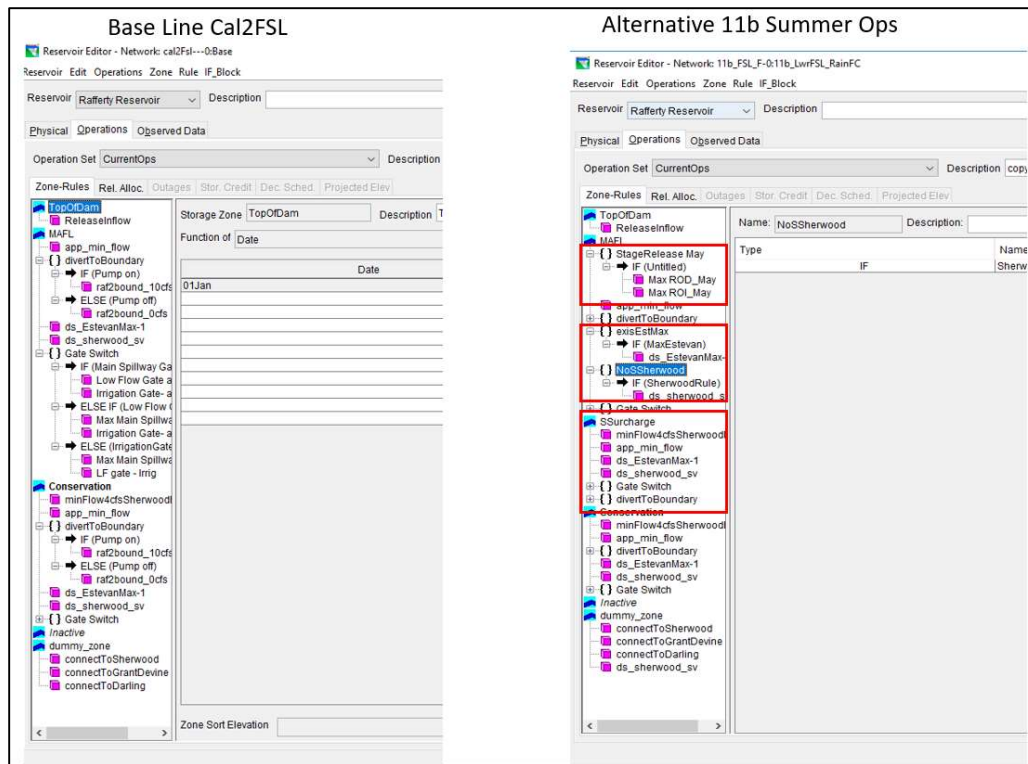 Base Line Cal2FSL
Reservoir Editor - Network: cal2Fsl---0:Base
Reservoir Edit Operations Zone Rule IF_Block
Reservoir Rafferty Reservoir Description
Physical Operations Observed Data
Operation Set CurrentOps Description
Zone-Rules Rel. Alloc. Outages Stor. Credit Dec. Sched. Projected Elev
TopOfDam
ReleaseInflow
MAFL
app_min_flow
{ } divertToBoundary
IF (Pump on)
raf2bound_10cfs
ELSE (Pump off)
raf2bound_0cfs
ds_EstevanMax-1
ds_sherwood_sv
{ } Gate Switch
IF (Main Spillway Ga
Low Flow Gate a
Irrigation Gate- a
ELSE IF (Low Flow (
Max Main Spillwa
Irrigation Gate- a
ELSE (IrrigationGate
Max Main Spillwa
LF gate - Irrig
Conservation
minFlow4cfsSherwoodl
app_min_flow
{ } divertToBoundary
IF (Pump on)
raf2bound_10cfs
ELSE (Pump off)
raf2bound_0cfs
ds_EstevanMax-1
ds_sherwood_sv
{ } Gate Switch
Inactive
dummy_zone
connectToSherwood
connectToGrantDevine
connectToDarling
Storage Zone TopOfDam Description T
Function of Date
Date
01Jan
Zone Sort Elevation
Alternative 11b Summer Ops
Reservoir Editor - Network: 11b_FSL_F-0:11b_LwrFSL_RainFC
Reservoir Edit Operations Zone Rule IF_Block
Reservoir Rafferty Reservoir Description
Physical Operations Observed Data
Operation Set CurrentOps Description copy
Zone-Rules Rel. Alloc. Outages Stor. Credit Dec. Sched. Projected Elev
TopOfDam
ReleaseInflow
MAFL
{ } StageRelease May
IF (Untitled)
Max ROD_May
Max ROI_May
app_min_flow
{ } divertToBoundary
{ } exisEstMax
IF (MaxEstevan)
ds_EstevanMax-
{ } NoSSherwood
IF (SherwoodRule)
ds_sherwood_s
{ } Gate Switch
SSurcharge
minFlow4cfsSherwoodl
app_min_flow
ds_EstevanMax-1
ds_sherwood_sv
{ } Gate Switch
{ } divertToBoundary
Conservation
minFlow4cfsSherwoodl
app_min_flow
{ } divertToBoundary
ds_EstevanMax-1
ds_sherwood_sv
{ } Gate Switch
Inactive
dummy_zone
connectToSherwood
connectToGrantDevine
connectToDarling
ds_sherwood_sv
Name: NoSSherwood Description:
Type Name
IF Sherw